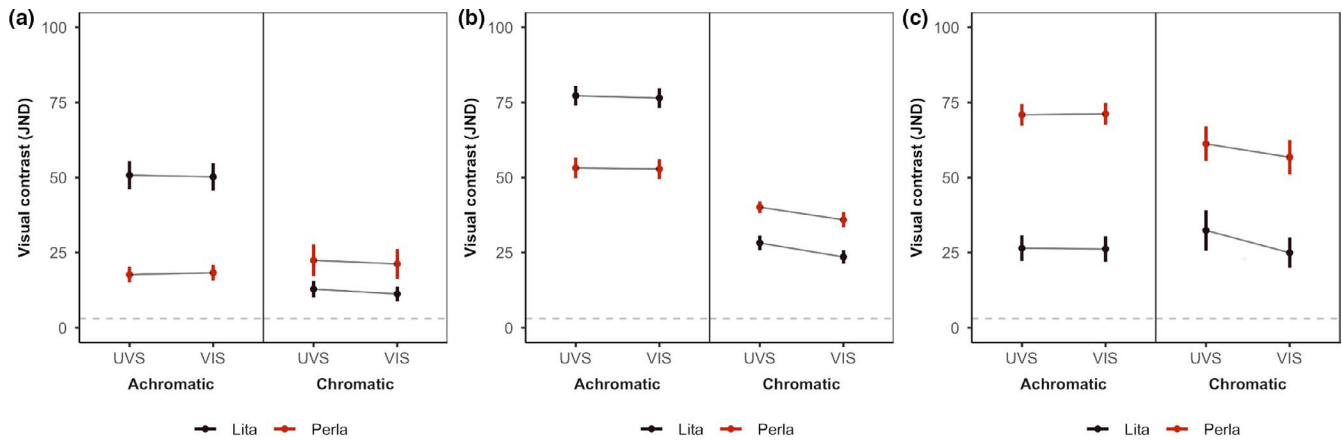 (a)
Visual contrast (JND)
100
75
50
25
0
UVS VIS UVS VIS
Achromatic Chromatic
Lita Perla
(b)
Visual contrast (JND)
100
75
50
25
0
UVS VIS UVS VIS
Achromatic Chromatic
Lita Perla
(c)
Visual contrast (JND)
100
75
50
25
0
UVS VIS UVS VIS
Achromatic Chromatic
Lita Perla